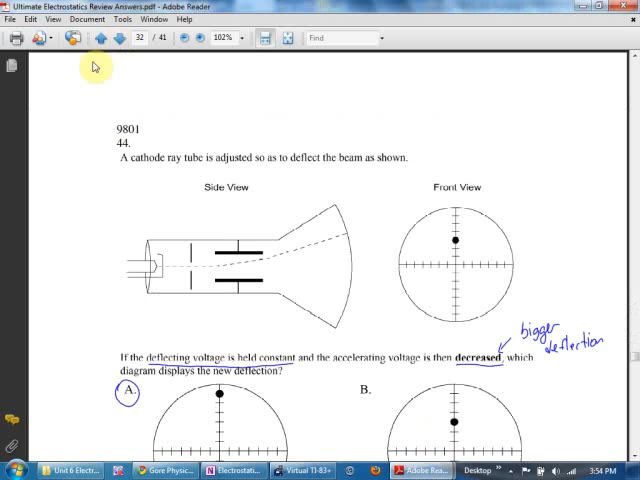 Ultimate Electrostatics Review Answers.pdf - Adobe Reader
File Edit View Document Tools Window Help
32 / 41 102% Find
9801
44.
A cathode ray tube is adjusted so as to deflect the beam as shown.
Side View Front View
bigger
deflection
If the deflecting voltage is held constant and the accelerating voltage is then decreased, which
diagram displays the new deflection?
A. B.
Unit 6 Electr... Gore Physic... Electrostati... Virtual TI-83+ Adobe Rea... Desktop 3:54 PM